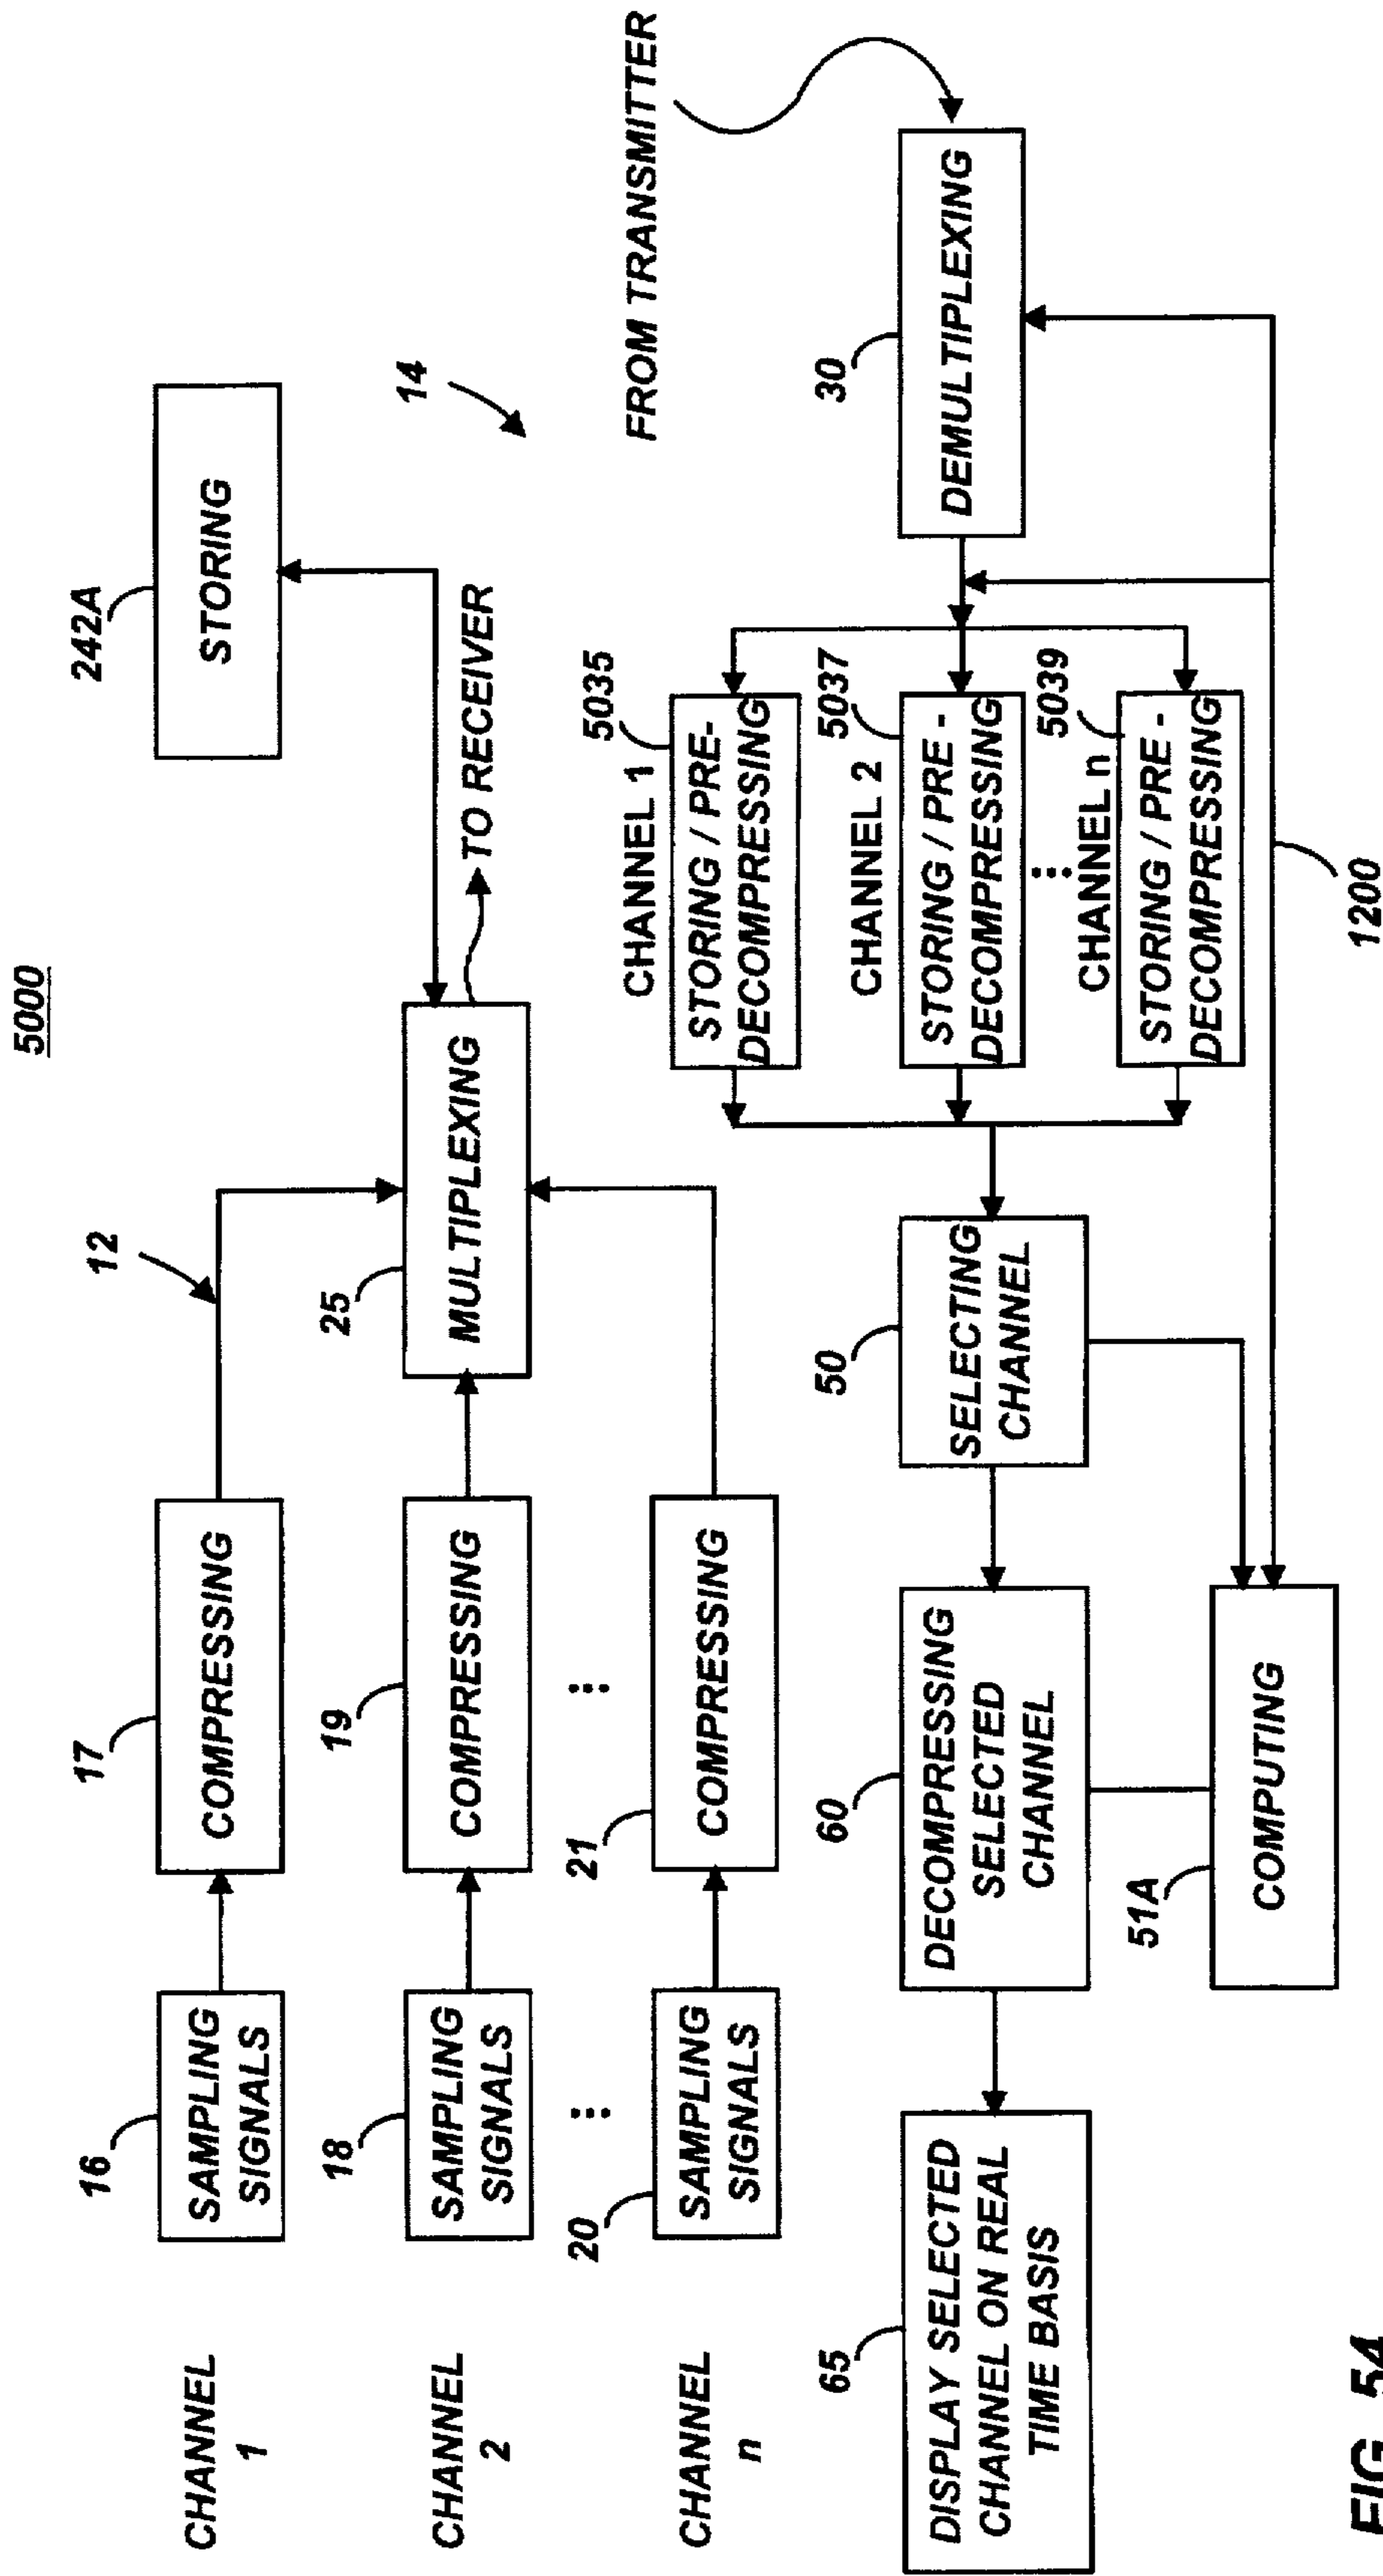 5000
CHANNEL
1
16
SAMPLING
SIGNALS
17
COMPRESSING
12
242A
STORING
CHANNEL
2
18
SAMPLING
SIGNALS
19
COMPRESSING
25
MULTIPLEXING
TO RECEIVER
14
⋮
⋮
CHANNEL
n
20
SAMPLING
SIGNALS
21
COMPRESSING
FROM TRANSMITTER
CHANNEL 1
5035
STORING / PRE-
DECOMPRESSING
65
DISPLAY SELECTED
CHANNEL ON REAL
TIME BASIS
60
DECOMPRESSING
SELECTED
CHANNEL
50
SELECTING
CHANNEL
CHANNEL 2
5037
STORING / PRE -
DECOMPRESSING
30
DEMULTIPLEXING
⋮
CHANNEL n
5039
STORING / PRE -
DECOMPRESSING
51A
COMPUTING
1200
FIG. 54